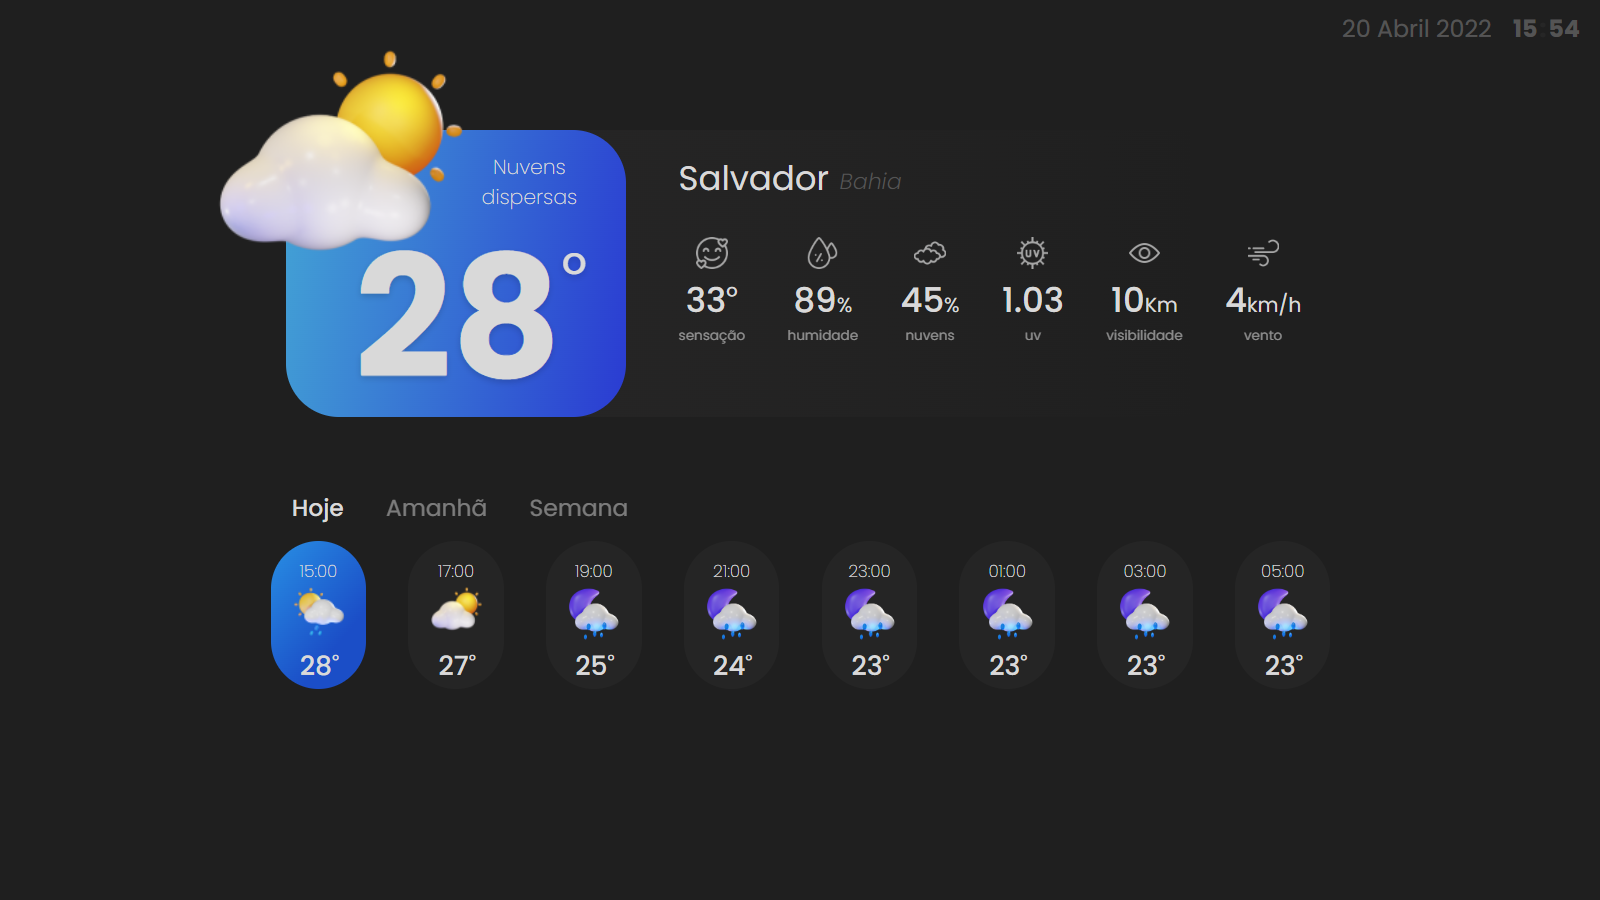 20 Abril 2022 15:54
Nuvens
dispersas
28°
Salvador Bahia
33° 89% 45% 1.03 10Km 4km/h
sensação humidade nuvens uv visibilidade vento
Hoje Amanhã Semana
15:00 17:00 19:00 21:00 23:00 01:00 03:00 05:00
28° 27° 25° 24° 23° 23° 23° 23°